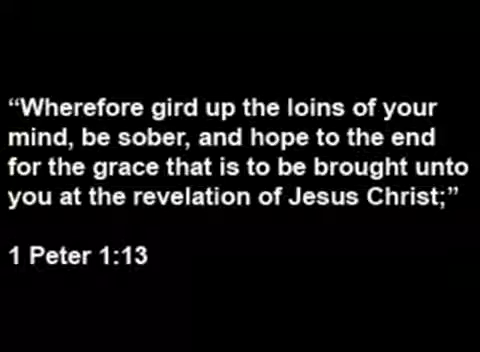 “Wherefore gird up the loins of your
mind, be sober, and hope to the end
for the grace that is to be brought unto
you at the revelation of Jesus Christ;”
1 Peter 1:13